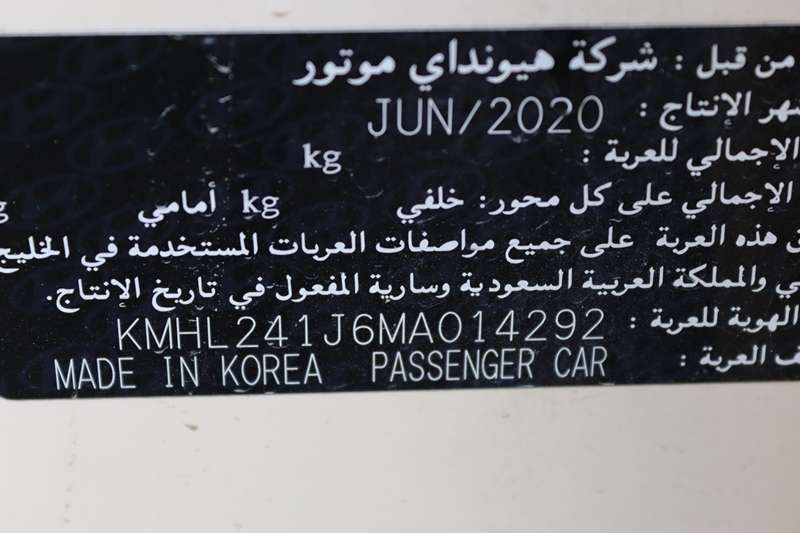 من قبل : شركة هيونداي موتور
الإنتاج : JUN/2020
الإجمالي للعربة : kg
الإجمالي على كل محور: خلفي kg أمامي
هذه العربة على جميع مواصفات العربات المستخدمة في الخليج
والمملكة العربية السعودية وسارية المفعول في تاريخ الإنتاج.
الهوية للعربة : KMHL241J6MA014292
العربة : MADE IN KOREA PASSENGER CAR